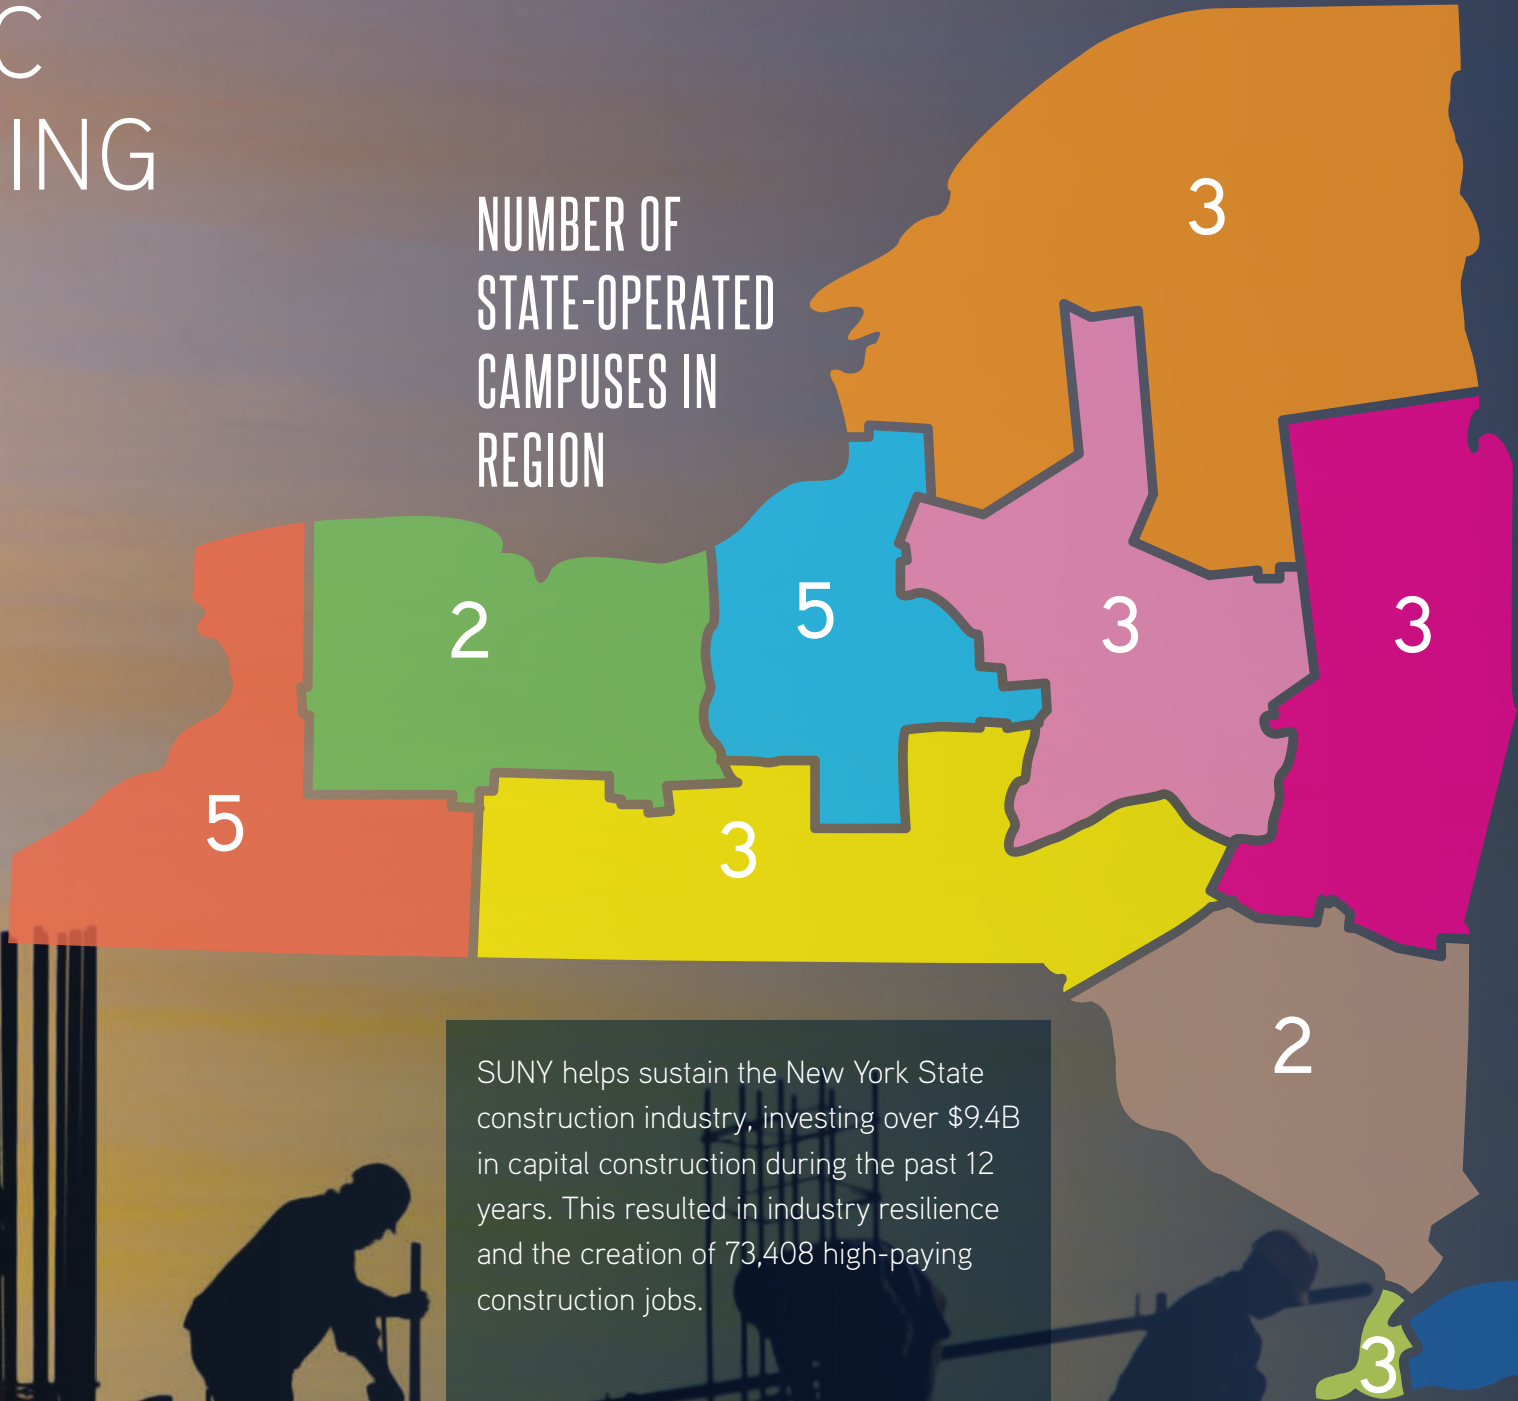 C
ING
NUMBER OF
STATE-OPERATED
CAMPUSES IN
REGION
3
2
5
3
3
5
3
2
SUNY helps sustain the New York State
construction industry, investing over $9.4B
in capital construction during the past 12
years. This resulted in industry resilience
and the creation of 73,408 high-paying
construction jobs.
3